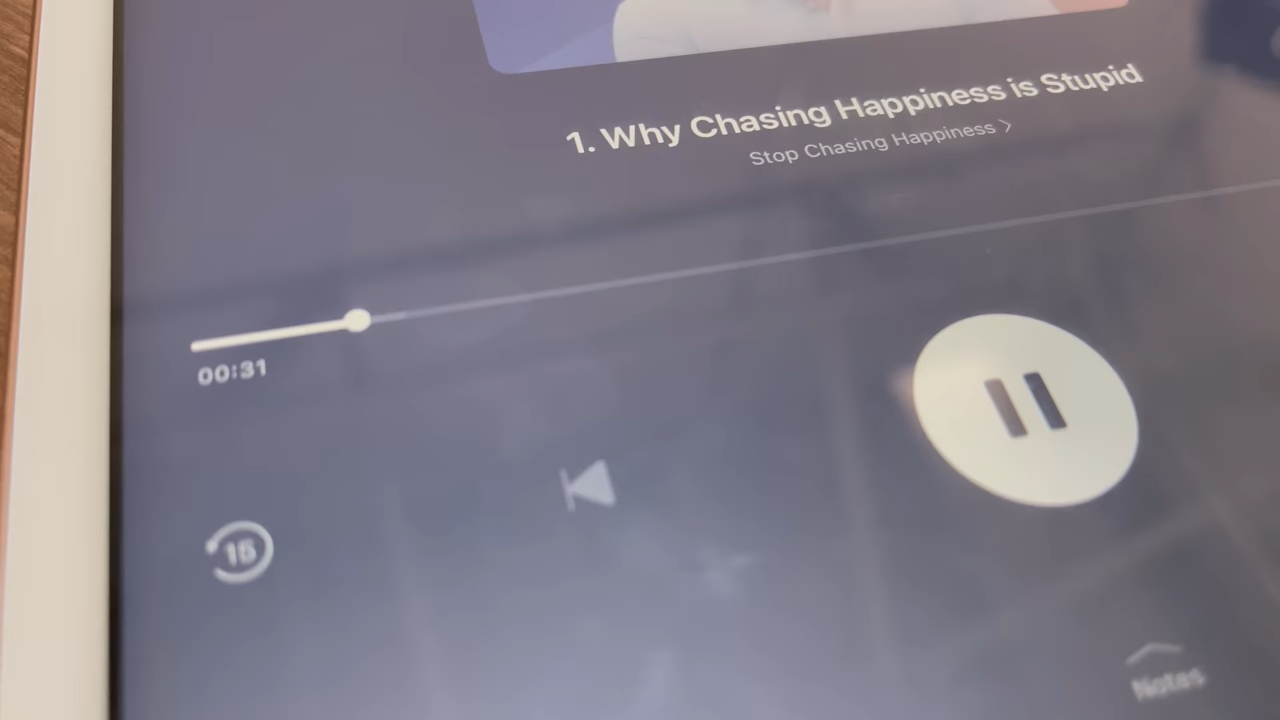 1. Why Chasing Happiness is Stupid
Stop Chasing Happiness
00:31
15
Notes